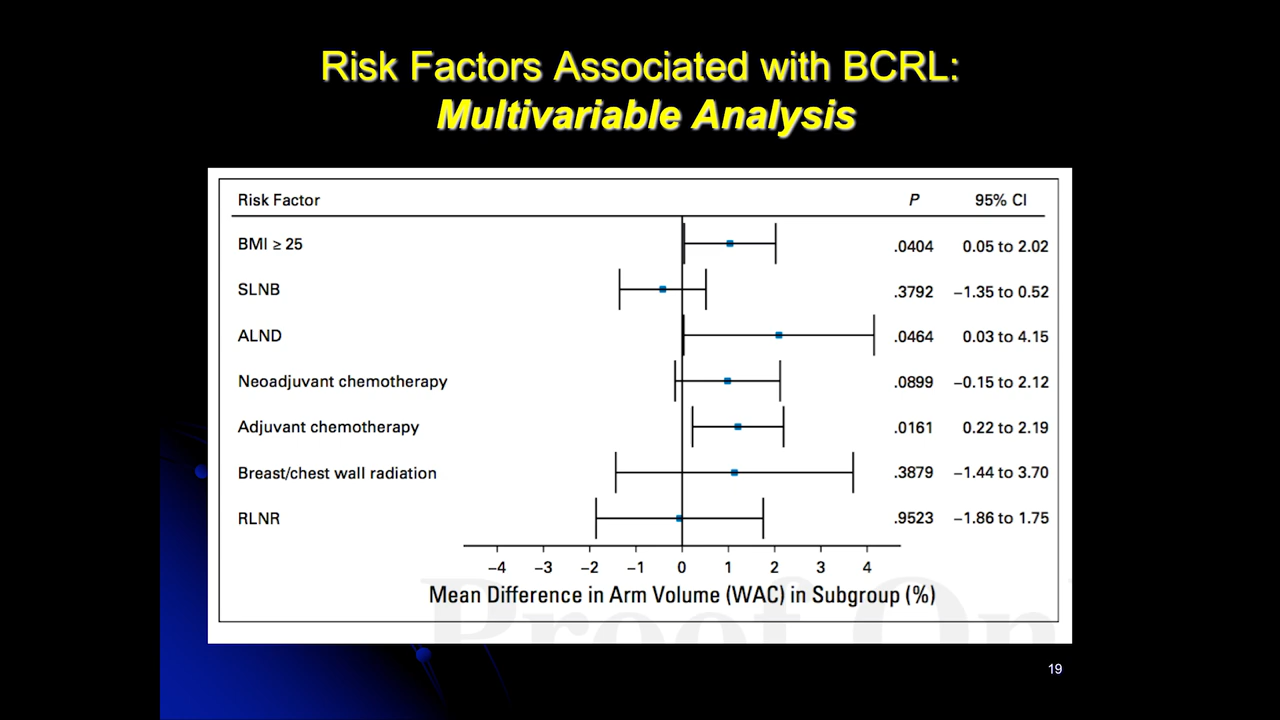 Risk Factors Associated with BCRL:
Multivariable Analysis
Risk Factor P 95% CI
BMI ≥ 25 .0404 0.05 to 2.02
SLNB .3792 −1.35 to 0.52
ALND .0464 0.03 to 4.15
Neoadjuvant chemotherapy .0899 −0.15 to 2.12
Adjuvant chemotherapy .0161 0.22 to 2.19
Breast/chest wall radiation .3879 −1.44 to 3.70
RLNR .9523 −1.86 to 1.75
−4 −3 −2 −1 0 1 2 3 4
Mean Difference in Arm Volume (WAC) in Subgroup (%)
Proof On
19